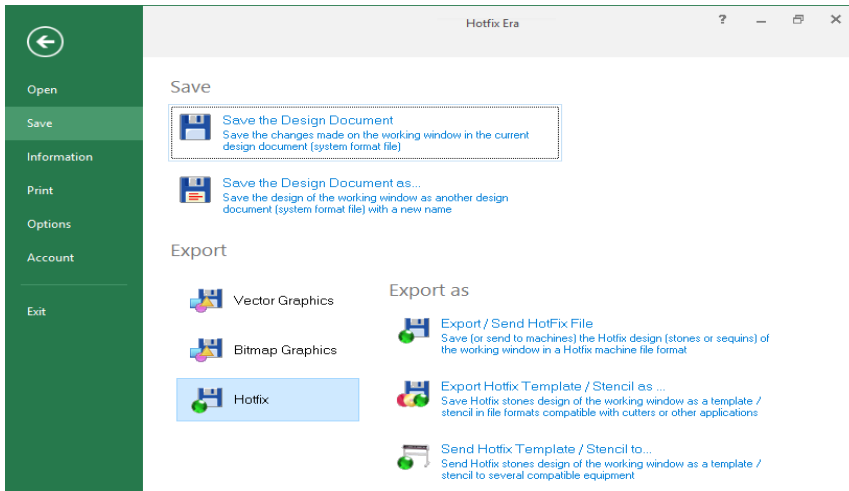 Hotfix Era
?
Open
Save
Information
Print
Options
Account
Exit
Save
Save the Design Document
Save the changes made on the working window in the current
design document (system format file)
Save the Design Document as...
Save the design of the working window as another design
document (system format file) with a new name
Export
Vector Graphics
Bitmap Graphics
Hotfix
Export as
Export / Send HotFix File
Save (or send to machines) the Hotfix design (stones or sequins) of
the working window in a Hotfix machine file format
Export Hotfix Template / Stencil as ...
Save Hotfix stones design of the working window as a template /
stencil in file formats compatible with cutters or other applications
Send Hotfix Template / Stencil to...
Send Hotfix stones design of the working window as a template /
stencil to several compatible equipment